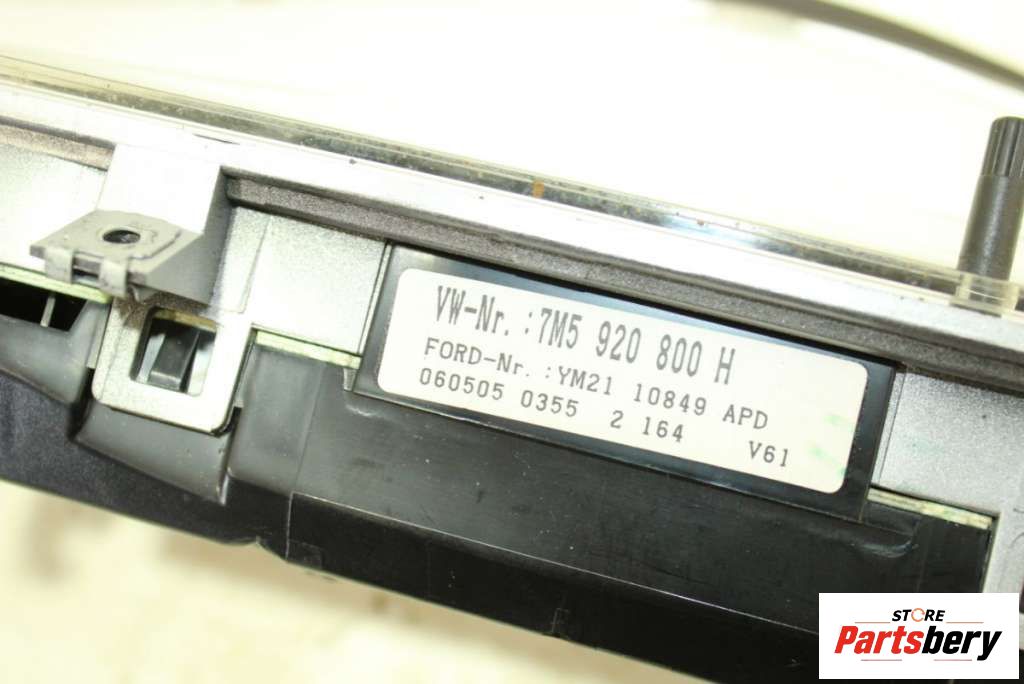 VW-Nr. : 7M5 920 800 H
FORD-Nr. : YM21 10849 APD
060505 0355 2 164 V61
STORE
Partsbery